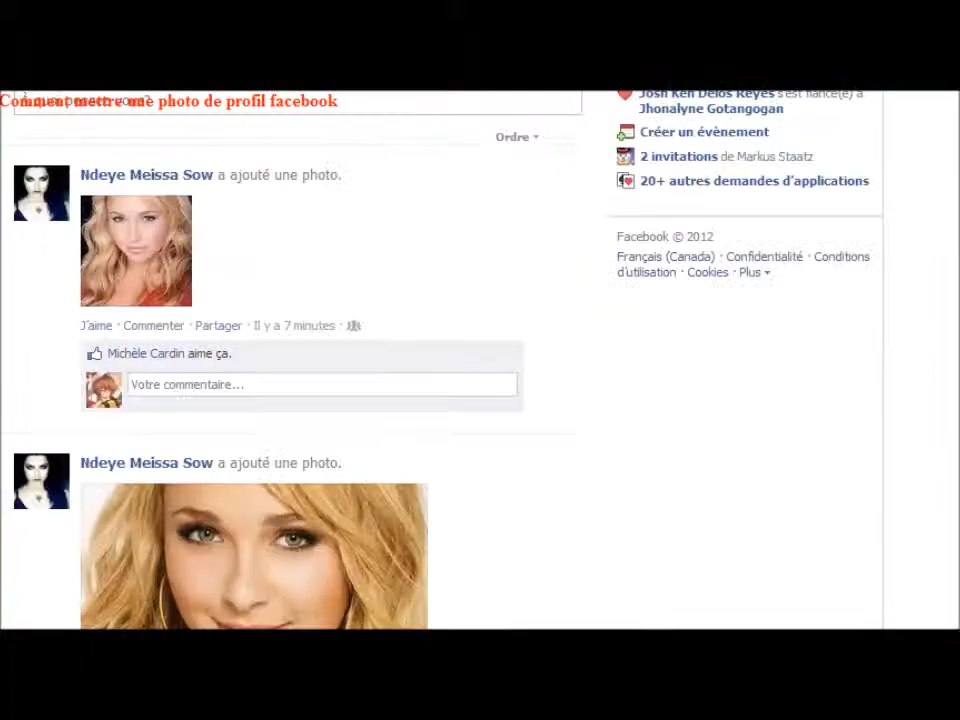 Comment mettre une photo de profil facebook
Ordre
Ndeye Meissa Sow a ajouté une photo.
J'aime · Commenter · Partager · Il y a 7 minutes ·
Michèle Cardin aime ça.
Votre commentaire...
Ndeye Meissa Sow a ajouté une photo.
Josh Ken Delos Reyes s'est fiancé(e) à
Jhonalyne Gotangogan
Créer un évènement
2 invitations de Markus Staatz
20+ autres demandes d'applications
Facebook © 2012
Français (Canada) · Confidentialité · Conditions
d'utilisation · Cookies · Plus